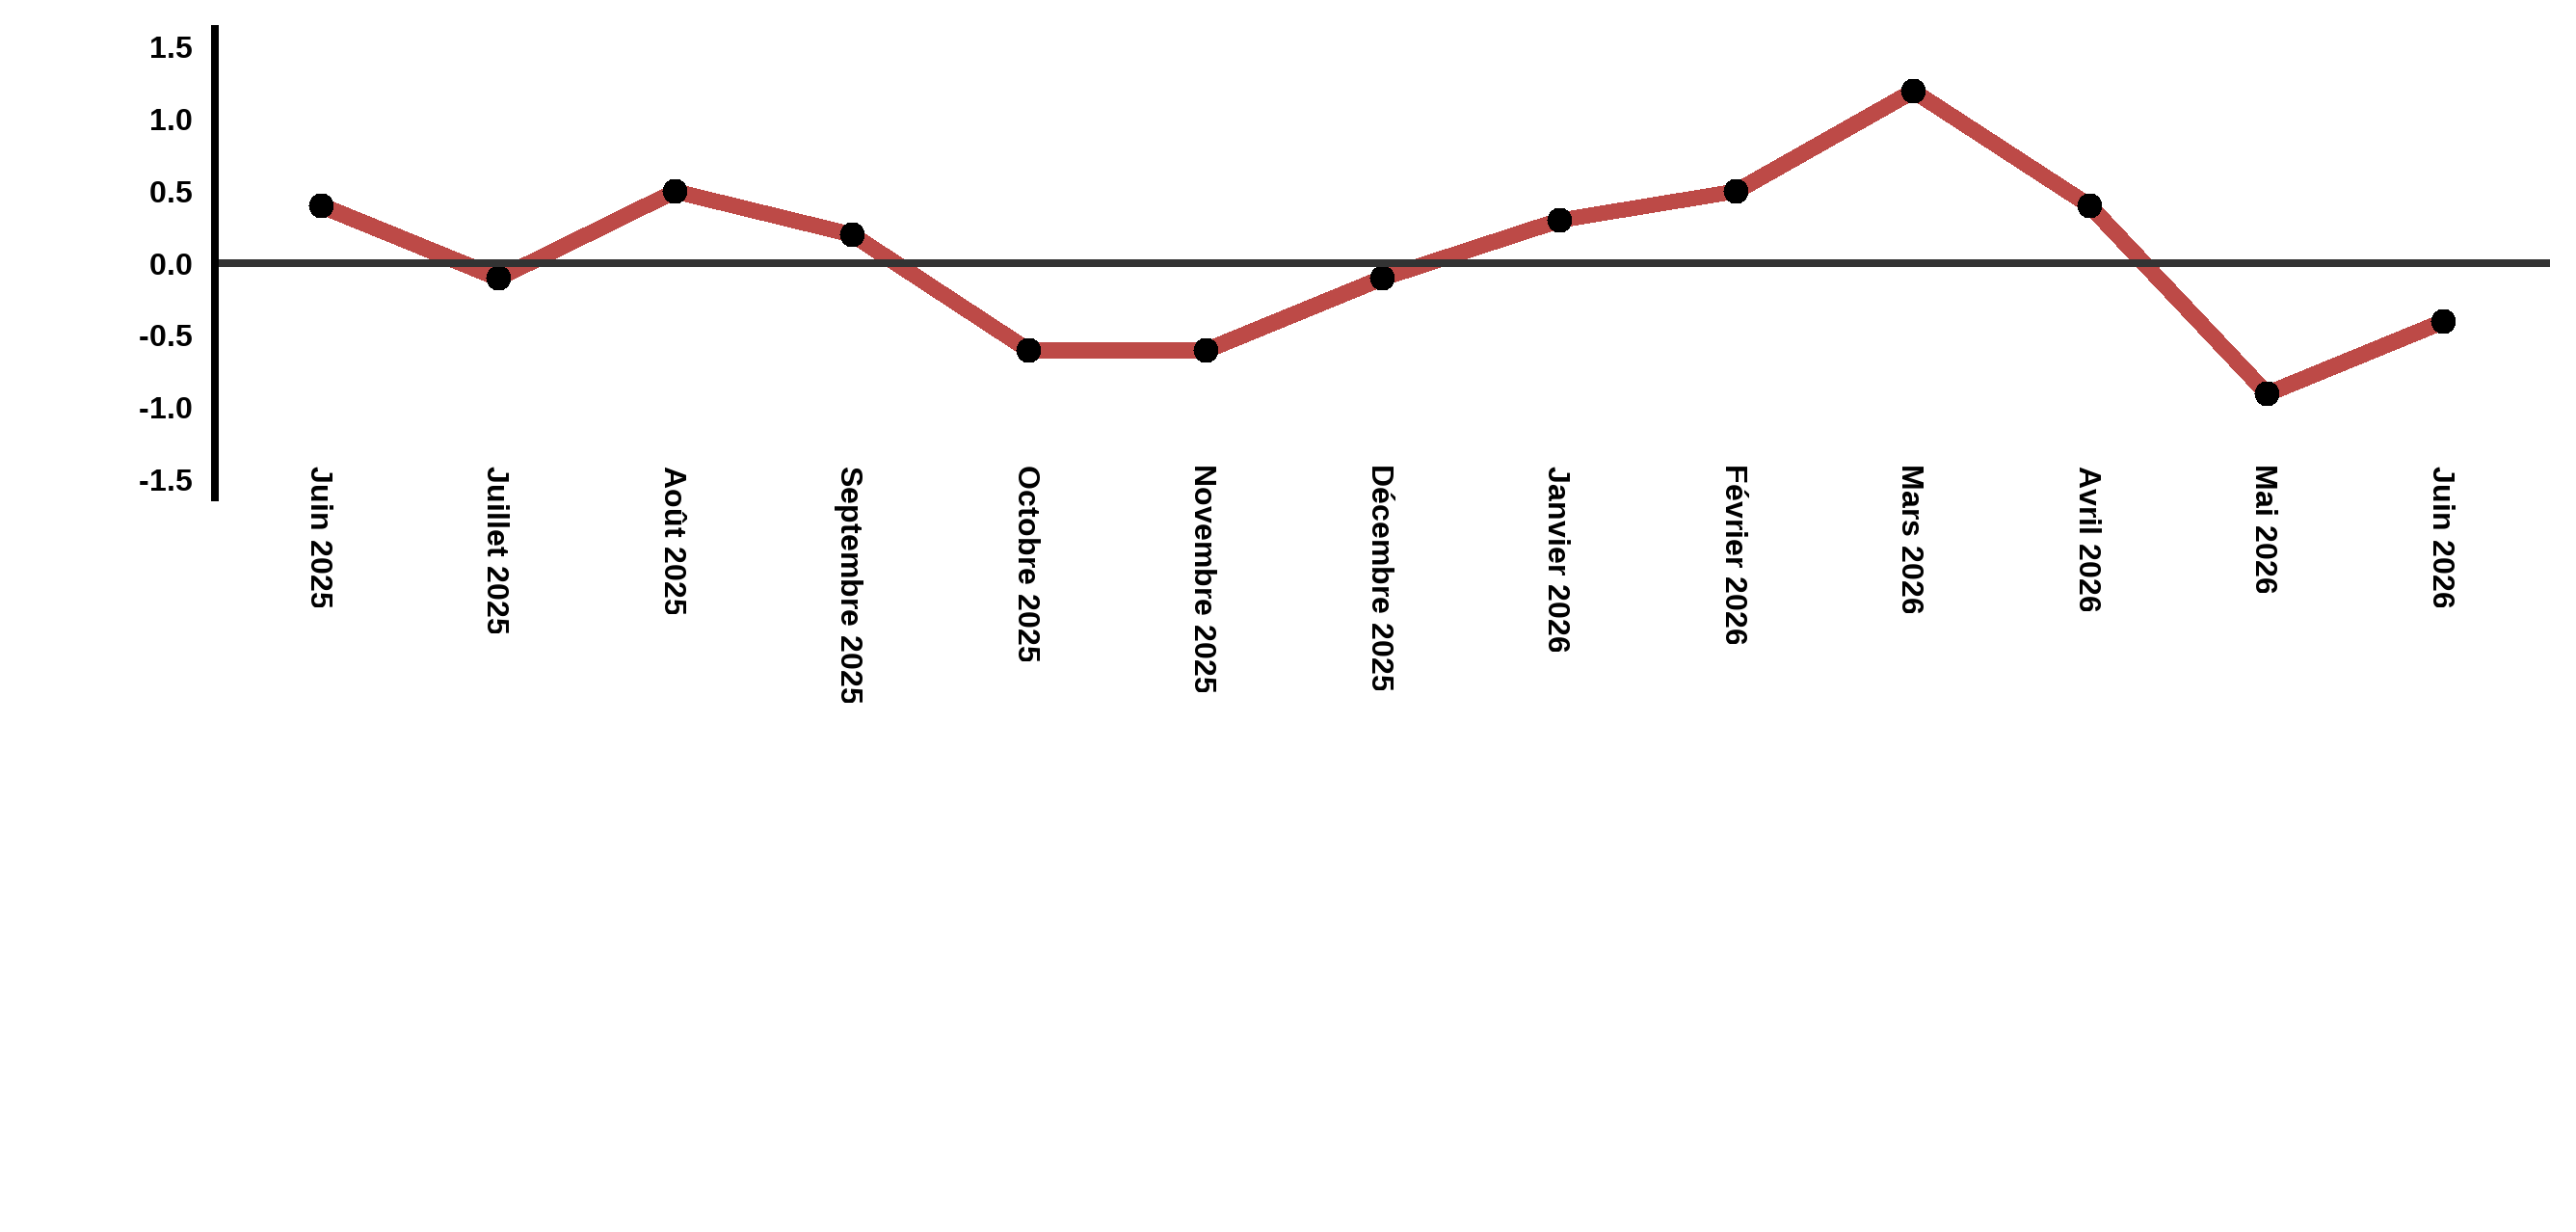 1.5
1.0
0.5
0.0
-0.5
-1.0
-1.5
Juin 2025
Juillet 2025
Août 2025
Septembre 2025
Octobre 2025
Novembre 2025
Décembre 2025
Janvier 2026
Février 2026
Mars 2026
Avril 2026
Mai 2026
Juin 2026